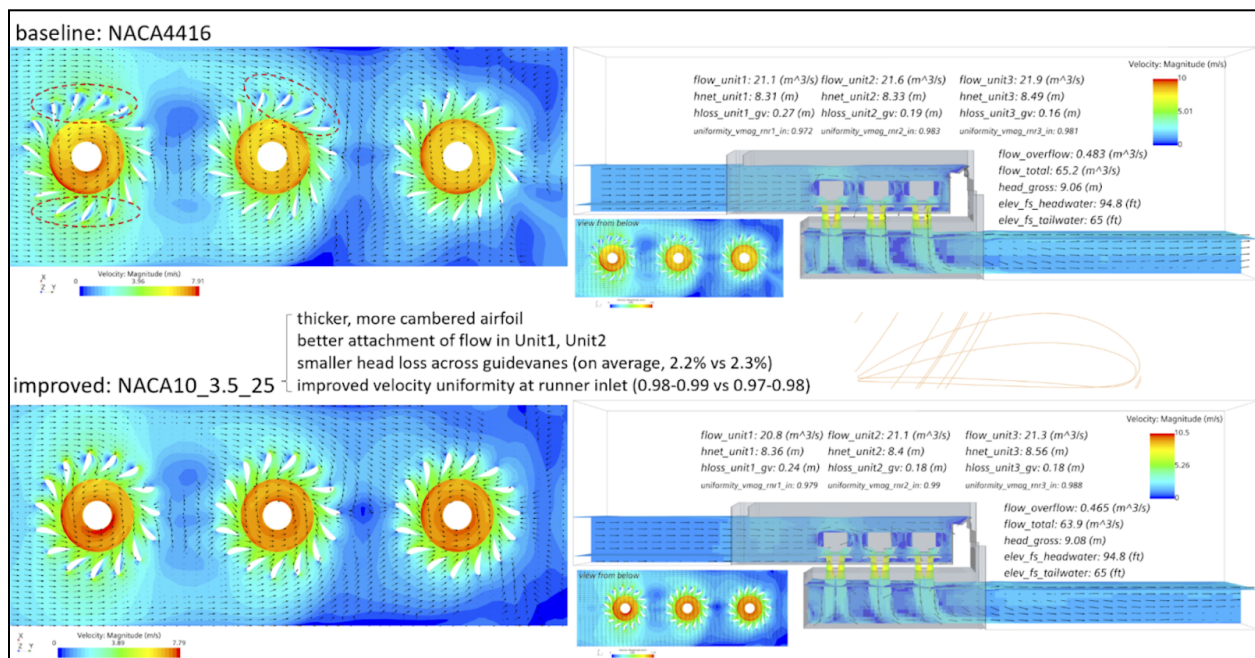 baseline: NACA4416
Velocity: Magnitude (m/s)
0 3.96 7.91
X
Z Y
flow_unit1: 21.1 (m^3/s) flow_unit2: 21.6 (m^3/s) flow_unit3: 21.9 (m^3/s)
hnet_unit1: 8.31 (m) hnet_unit2: 8.33 (m) hnet_unit3: 8.49 (m)
hloss_unit1_gv: 0.27 (m) hloss_unit2_gv: 0.19 (m) hloss_unit3_gv: 0.16 (m)
uniformity_vmag_rnr1_in: 0.972 uniformity_vmag_rnr2_in: 0.983 uniformity_vmag_rnr3_in: 0.981
Velocity: Magnitude (m/s)
10
5.01
0
flow_overflow: 0.483 (m^3/s)
flow_total: 65.2 (m^3/s)
head_gross: 9.06 (m)
elev_fs_headwater: 94.8 (ft)
elev_fs_tailwater: 65 (ft)
view from below
thicker, more cambered airfoil
better attachment of flow in Unit1, Unit2
smaller head loss across guidevanes (on average, 2.2% vs 2.3%)
improved velocity uniformity at runner inlet (0.98-0.99 vs 0.97-0.98)
improved: NACA10_3.5_25
X
Z Y
Velocity: Magnitude (m/s)
0 3.89 7.79
flow_unit1: 20.8 (m^3/s) flow_unit2: 21.1 (m^3/s) flow_unit3: 21.3 (m^3/s)
hnet_unit1: 8.36 (m) hnet_unit2: 8.4 (m) hnet_unit3: 8.56 (m)
hloss_unit1_gv: 0.24 (m) hloss_unit2_gv: 0.18 (m) hloss_unit3_gv: 0.18 (m)
uniformity_vmag_rnr1_in: 0.979 uniformity_vmag_rnr2_in: 0.99 uniformity_vmag_rnr3_in: 0.988
Velocity: Magnitude (m/s)
10.5
5.26
0
flow_overflow: 0.465 (m^3/s)
flow_total: 63.9 (m^3/s)
head_gross: 9.08 (m)
elev_fs_headwater: 94.8 (ft)
elev_fs_tailwater: 65 (ft)
view from below